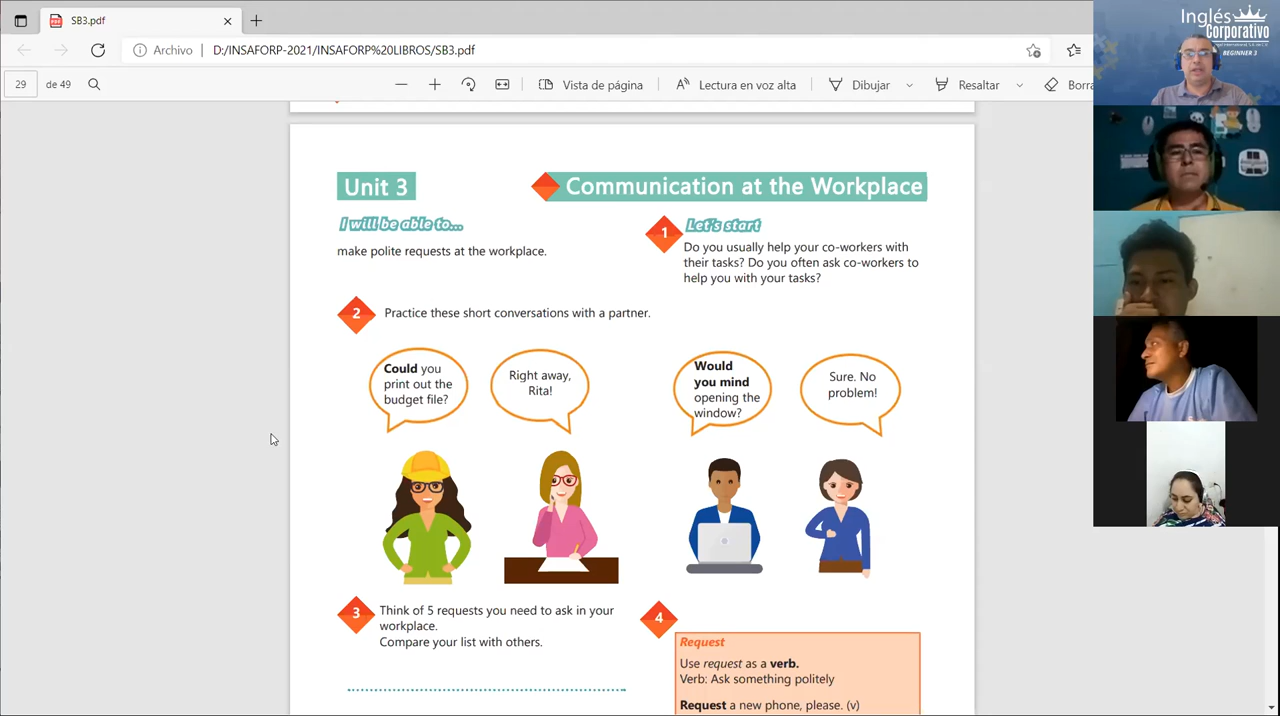 SB3.pdf
Archivo
D:/INSAFORP-2021/INSAFORP%20LIBROS/SB3.pdf
29
de 49
Vista de página
Lectura en voz alta
Dibujar
Resaltar
Borra
Inglés
Corporativo
BEGINNER 3
Unit 3
Communication at the Workplace
I will be able to...
make polite requests at the workplace.
1
Let's start
Do you usually help your co-workers with
their tasks? Do you often ask co-workers to
help you with your tasks?
2
Practice these short conversations with a partner.
Could you
print out the
budget file?
Right away,
Rita!
Would
you mind
opening the
window?
Sure. No
problem!
3
Think of 5 requests you need to ask in your
workplace.
Compare your list with others.
4
Request
Use request as a verb.
Verb: Ask something politely
Request a new phone, please. (v)